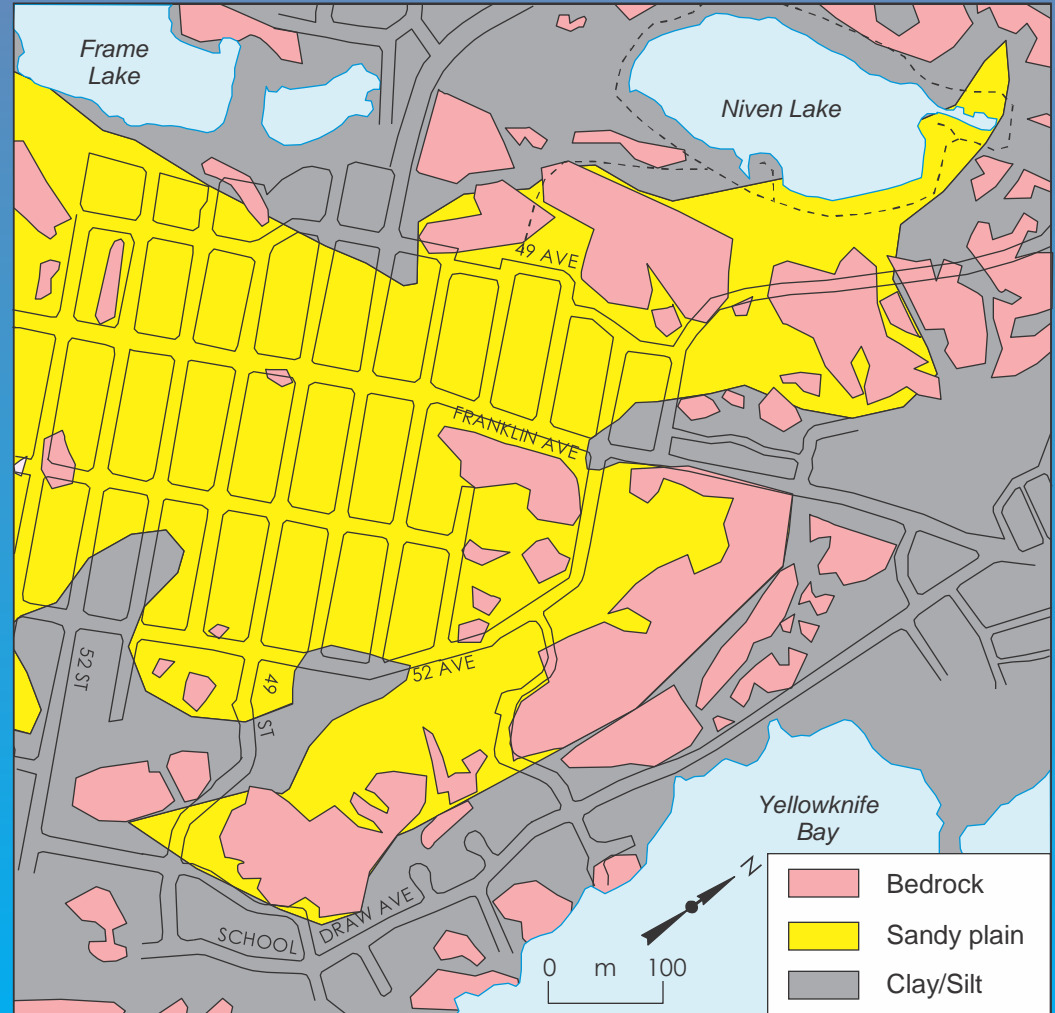 Frame
Lake
Niven Lake
49 AVE
FRANKLIN AVE
52 AVE
52 ST
49
ST
Yellowknife
Bay
SCHOOL
DRAW AVE
N
0 m 100
Bedrock
Sandy plain
Clay/Silt